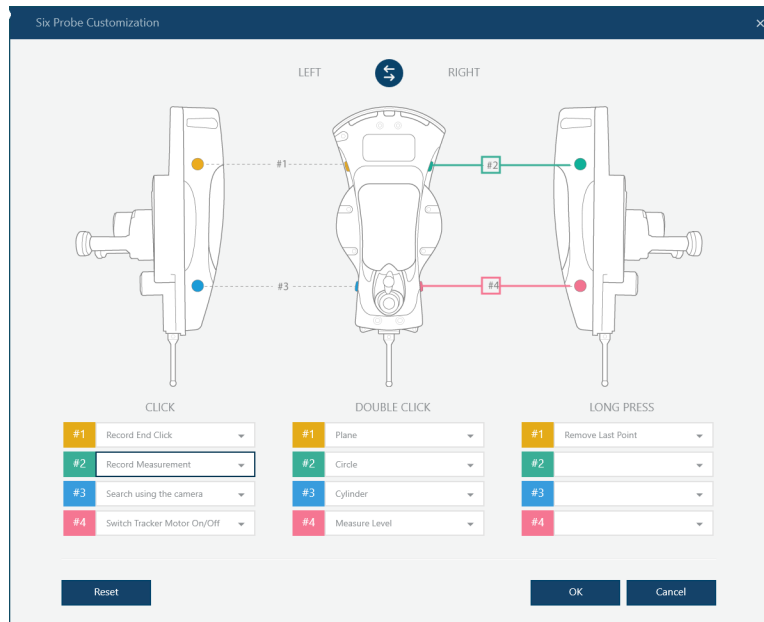 Six Probe Customization
LEFT
RIGHT
#1
#2
#3
#4
CLICK
#1 Record End Click
#2 Record Measurement
#3 Search using the camera
#4 Switch Tracker Motor On/Off
DOUBLE CLICK
#1 Plane
#2 Circle
#3 Cylinder
#4 Measure Level
LONG PRESS
#1 Remove Last Point
#2
#3
#4
Reset
OK
Cancel